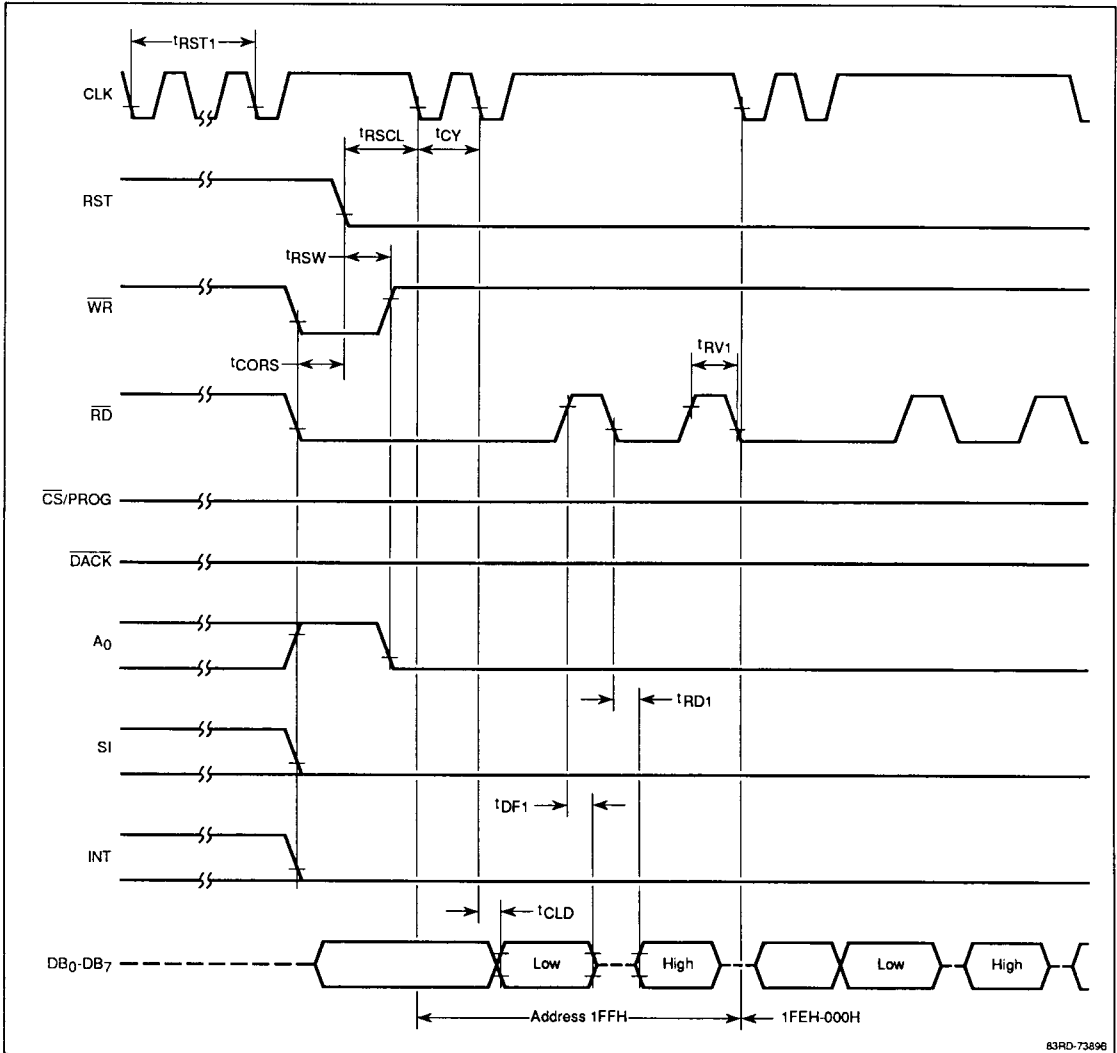 tRST1
CLK
tRSCL
tCY
RST
tRSW
WR
tRV1
tCORS
RD
CS/PROG
DACK
A0
tRD1
SI
tDF1
INT
tCLD
DB0-DB7
Low
High
Low
High
Address 1FFH
1FEH-000H
83RD-7389B